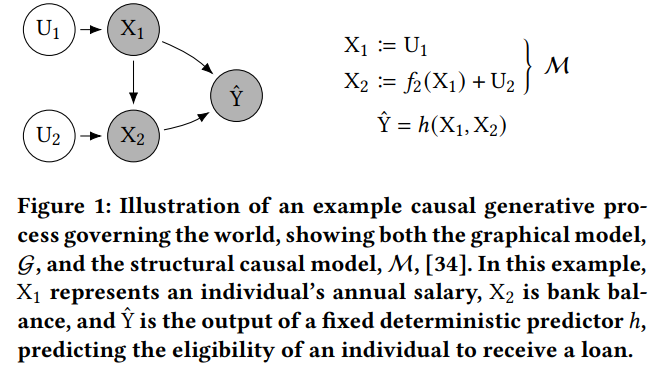 U₁
X₁
Ŷ
U₂
X₂
X₁ ≔ U₁
X₂ ≔ f₂(X₁) + U₂
} M
Ŷ = h(X₁, X₂)
Figure 1: Illustration of an example causal generative pro-
cess governing the world, showing both the graphical model,
G, and the structural causal model, M, [34]. In this example,
X₁ represents an individual’s annual salary, X₂ is bank bal-
ance, and Ŷ is the output of a fixed deterministic predictor h,
predicting the eligibility of an individual to receive a loan.